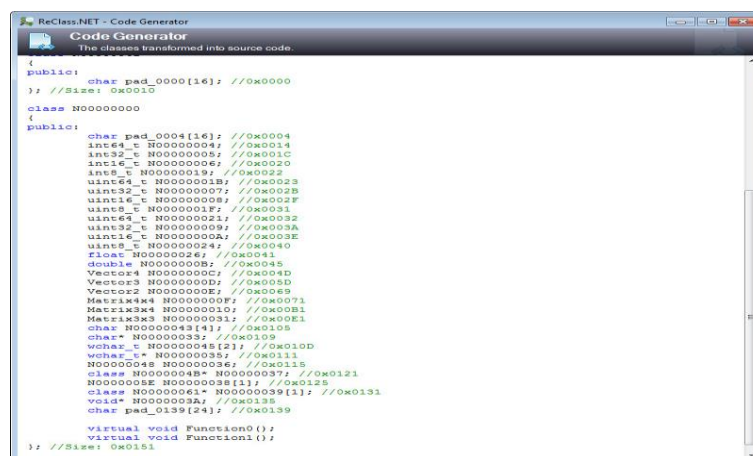 ReClass.NET - Code Generator
Code Generator
The classes transformed into source code.
{
public:
char pad_0000[16]; //0x0000
}; //Size: 0x0010
class N00000000
{
public:
char pad_0004[16]; //0x0004
int64_t N00000004; //0x0014
int32_t N00000005; //0x001C
int16_t N00000006; //0x0020
int8_t N00000019; //0x0022
uint64_t N0000001B; //0x0023
uint32_t N00000007; //0x002B
uint16_t N00000008; //0x002F
uint8_t N0000001F; //0x0031
uint64_t N00000021; //0x0032
uint32_t N00000009; //0x003A
uint16_t N0000000A; //0x003E
uint8_t N00000024; //0x0040
float N00000026; //0x0041
double N0000000B; //0x0045
Vector4 N0000000C; //0x004D
Vector3 N0000000D; //0x005D
Vector2 N0000000E; //0x0069
Matrix4x4 N0000000F; //0x0071
Matrix3x4 N00000010; //0x00B1
Matrix3x3 N00000031; //0x00E1
char N00000043[4]; //0x0105
char* N00000033; //0x0109
wchar_t N00000045[2]; //0x010D
wchar_t* N00000035; //0x0111
N00000048 N00000036; //0x0115
class N0000004B* N00000037; //0x0121
N0000005E N00000038[1]; //0x0125
class N00000061* N00000039[1]; //0x0131
void* N0000003A; //0x0135
char pad_0139[24]; //0x0139
virtual void Function0();
virtual void Function1();
}; //Size: 0x0151